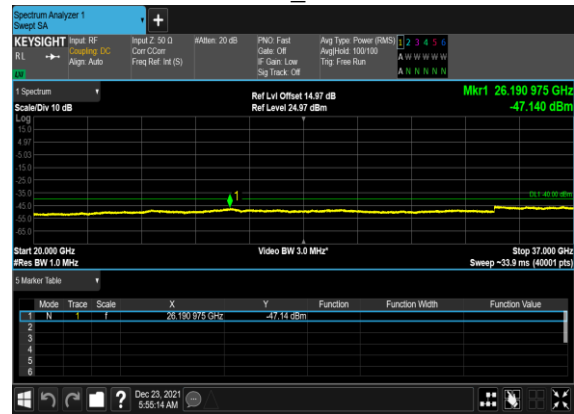 Spectrum Analyzer 1
Swept SA
KEYSIGHT Input: RF Input Z: 50 Ω #Atten: 20 dB PNO: Fast Avg Type: Power (RMS) 1 2 3 4 5 6
RL Coupling: DC Corr CCorr Gate: Off Avg|Hold: 100/100 A W W W W W
Align: Auto Freq Ref: Int (S) IF Gain: Low Trig: Free Run
Sig Track: Off A N N N N N
1 Spectrum Ref Lvl Offset 14.97 dB Mkr1 26.190 975 GHz
Scale/Div 10 dB Ref Level 24.97 dBm -47.140 dBm
Log
15.0
4.97
-5.03
-15.0
-25.0
-35.0 1 DL1 -40.00 dBm
-45.0
-55.0
-65.0
Start 20.000 GHz Video BW 3.0 MHz* Stop 37.000 GHz
#Res BW 1.0 MHz Sweep ~33.9 ms (40001 pts)
5 Marker Table
Mode Trace Scale X Y Function Function Width Function Value
1 N 1 f 26.190 975 GHz -47.14 dBm
2
3
4
5
6
? Dec 23, 2021
5:55:14 AM